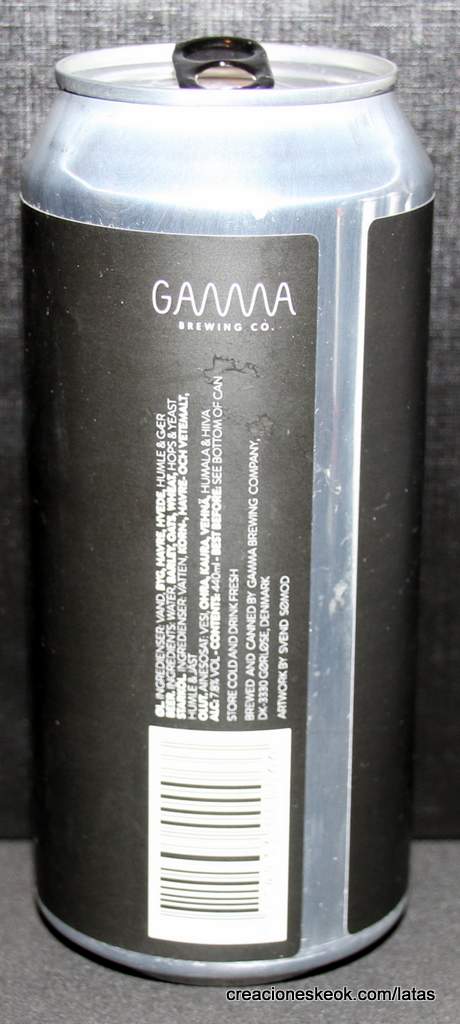 GAMMA
BREWING CO.
ØL. INGREDIENSER: VAND, BYG, HAVRE, HVEDE, HUMLE & GÆR
BEER. INGREDIENTS: WATER, BARLEY, OATS, WHEAT, HOPS & YEAST
STARKÖL. INGREDIENSER: VATTEN, KORN-, HAVRE- OCH VETEMALT,
HUMLE & JÄST
OLUT. AINESOSAT: VESI, OHRA, KAURA, VEHNÄ, HUMALA & HIIVA
ALC: 7.8% VOL - CONTENTS: 440ml - BEST BEFORE: SEE BOTTOM OF CAN
STORE COLD AND DRINK FRESH
BREWED AND CANNED BY GAMMA BREWING COMPANY,
DK-3330 GØRLØSE, DENMARK
ARTWORK BY SVEND SØMOD
creacioneskeok.com/latas